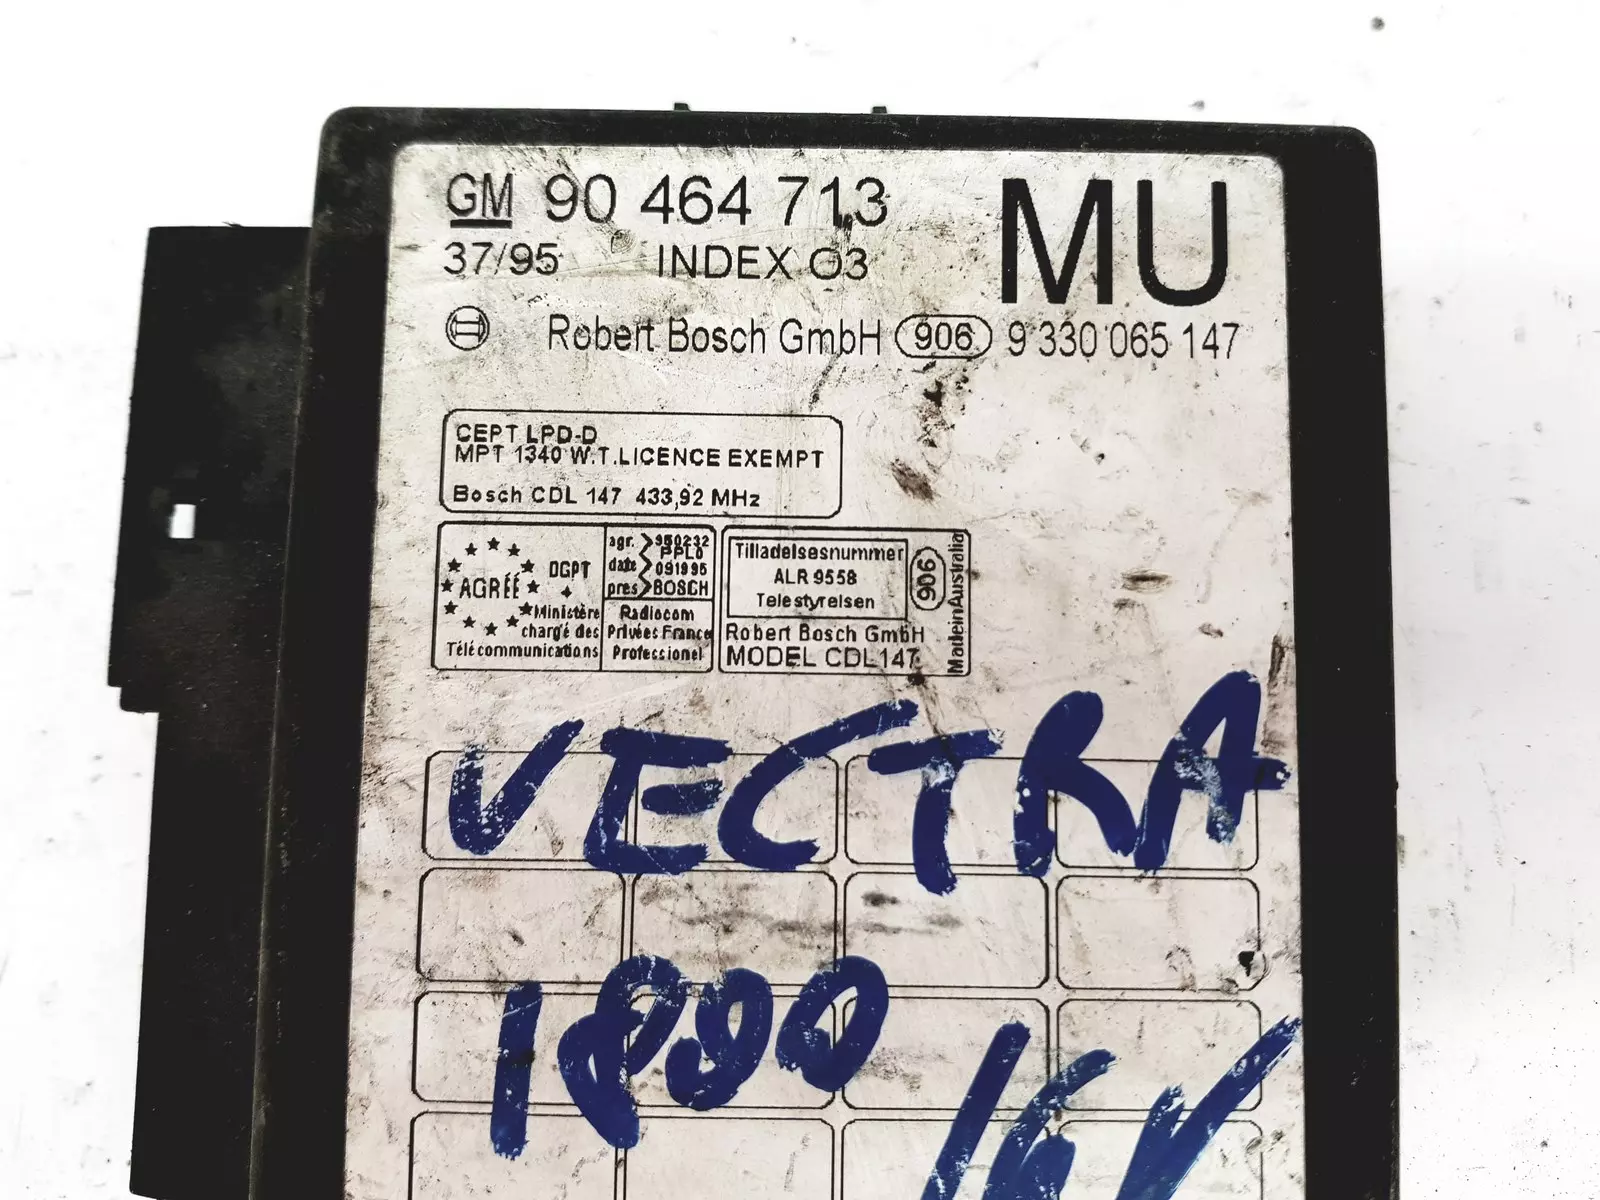 GM 90 464 713 MU
37/95 INDEX 03
Robert Bosch GmbH 906 9 330 065 147
CEPT LPD-D
MPT 1340 W.T.LICENCE EXEMPT
Bosch CDL 147 433,92 MHz
AGRÉÉ DGPT
Ministère
chargé des
Télécommunications
agr. 950232
PPL0
date 091995
pres BOSCH
Radiocom
Privées France
Professionel
Tilladelsesnummer
ALR 9558
Telestyrelsen
Robert Bosch GmbH
MODEL CDL147
906
Made in Australia
VECTRA
1800
16V